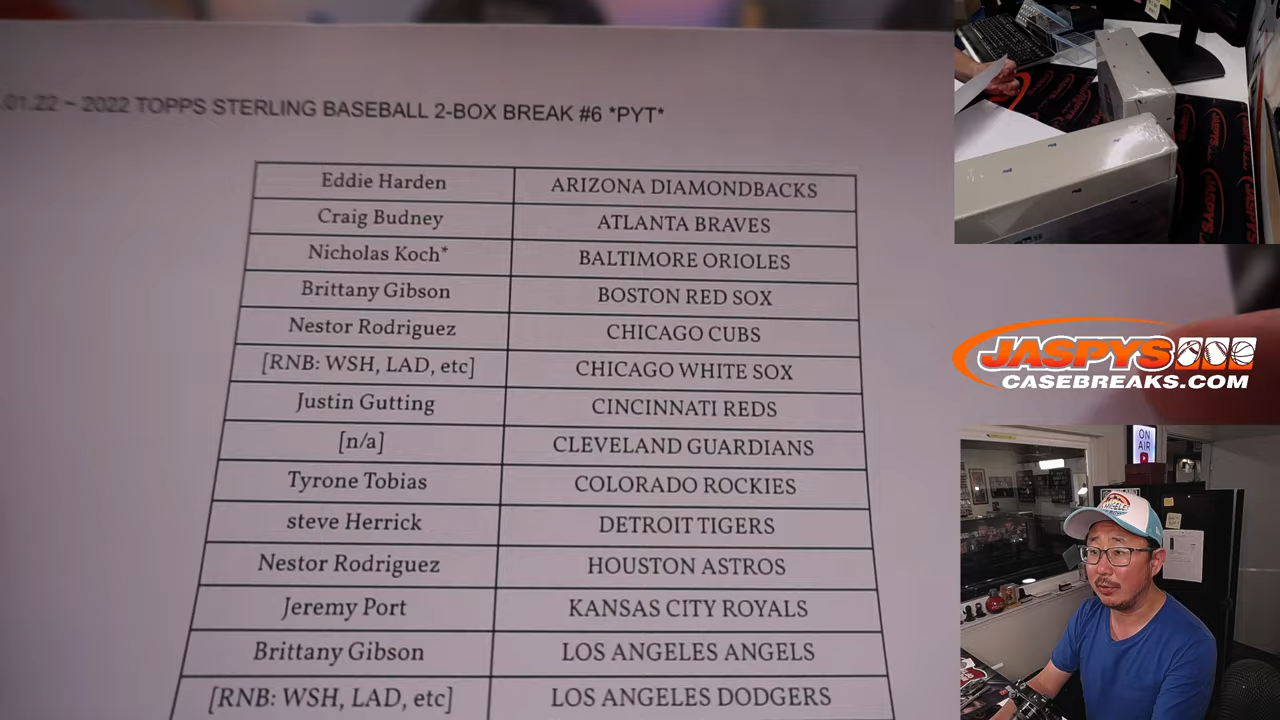 .01.22 ~ 2022 TOPPS STERLING BASEBALL 2-BOX BREAK #6 *PYT*
Eddie Harden ARIZONA DIAMONDBACKS
Craig Budney ATLANTA BRAVES
Nicholas Koch* BALTIMORE ORIOLES
Brittany Gibson BOSTON RED SOX
Nestor Rodriguez CHICAGO CUBS
[RNB: WSH, LAD, etc] CHICAGO WHITE SOX
Justin Gutting CINCINNATI REDS
[n/a] CLEVELAND GUARDIANS
Tyrone Tobias COLORADO ROCKIES
steve Herrick DETROIT TIGERS
Nestor Rodriguez HOUSTON ASTROS
Jeremy Port KANSAS CITY ROYALS
Brittany Gibson LOS ANGELES ANGELS
[RNB: WSH, LAD, etc] LOS ANGELES DODGERS
JASPYS
CASEBREAKS.COM
ON
AIR